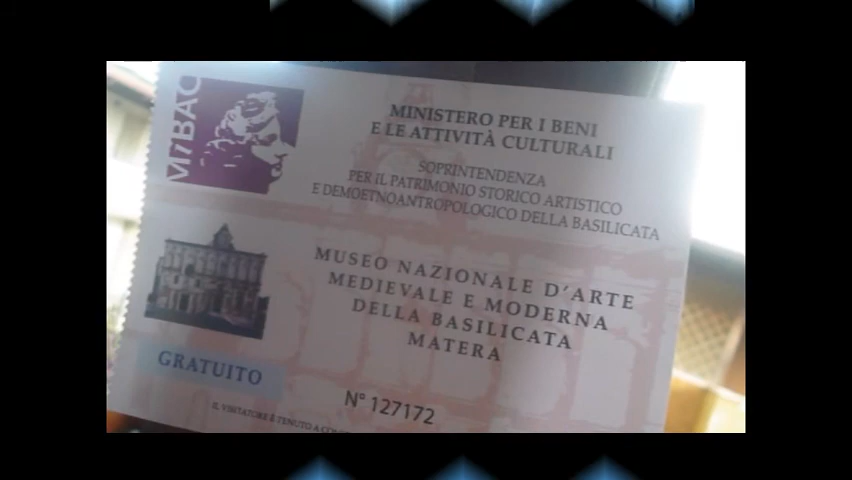 MiBAC
MINISTERO PER I BENI
E LE ATTIVITÀ CULTURALI
SOPRINTENDENZA
PER IL PATRIMONIO STORICO ARTISTICO
E DEMOETNOANTROPOLOGICO DELLA BASILICATA
MUSEO NAZIONALE D'ARTE
MEDIEVALE E MODERNA
DELLA BASILICATA
MATERA
GRATUITO
N° 127172
IL VISITATORE È TENUTO A